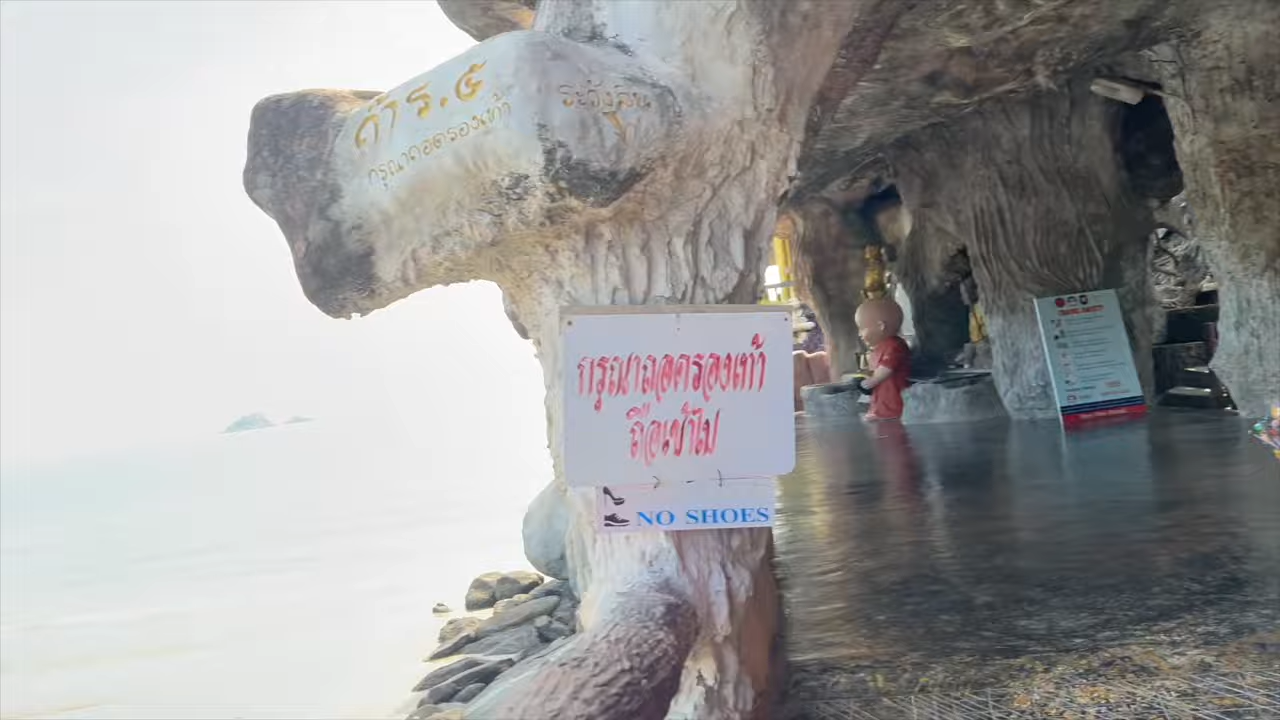 ถ้ำ ร.๕
กรุณาถอดรองเท้า
ระวังลื่น
กรุณาถอดรองเท้า
ถือเข้าไป
NO SHOES